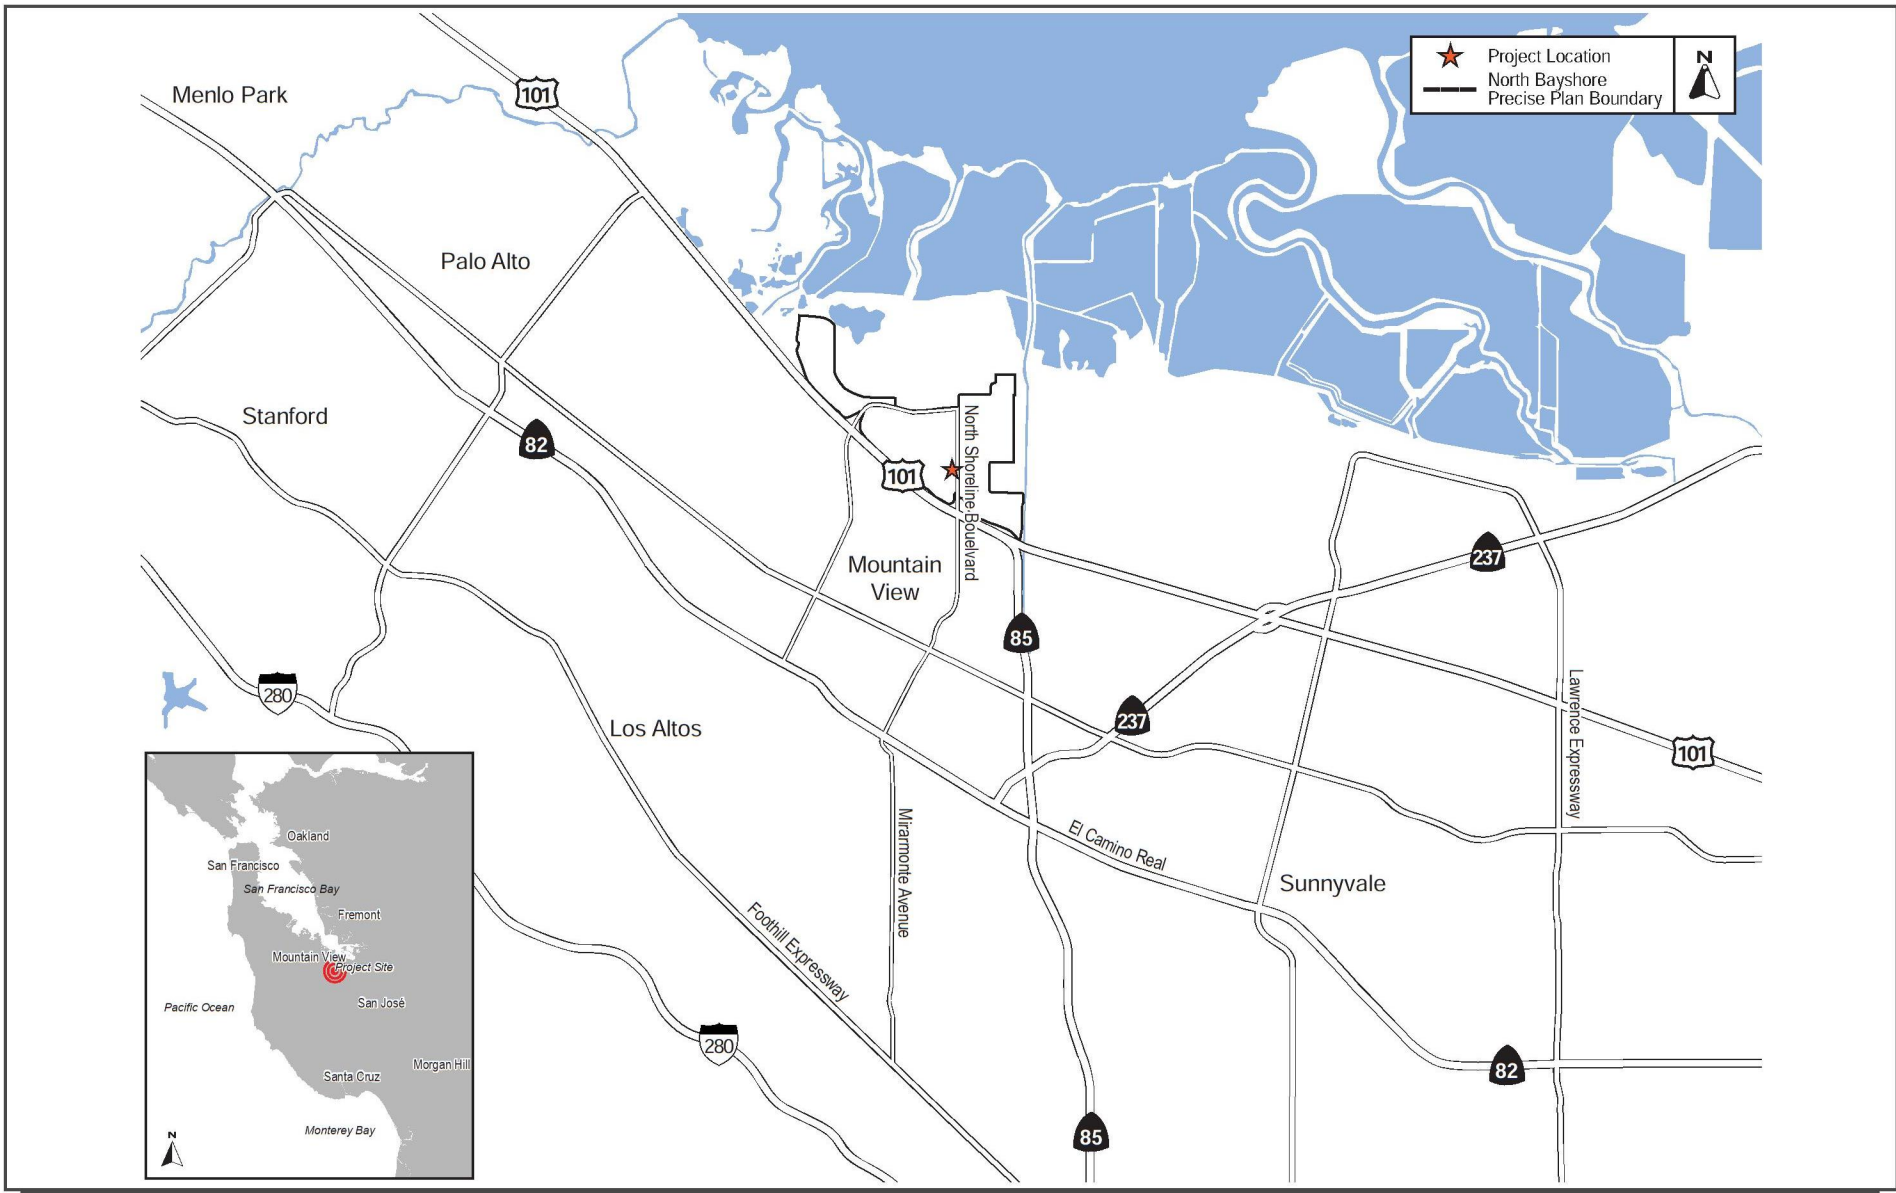 Project Location
North Bayshore
Precise Plan Boundary
N
Menlo Park
101
Palo Alto
Stanford
82
101
North Shoreline Bouelvard
Mountain
View
237
85
280
237
Los Altos
Lawrence Expressway
101
El Camino Real
Miramonte Avenue
Sunnyvale
Foothill Expressway
280
82
85
Oakland
San Francisco
San Francisco Bay
Fremont
Mountain View
Project Site
San José
Pacific Ocean
Morgan Hill
Santa Cruz
Monterey Bay
N